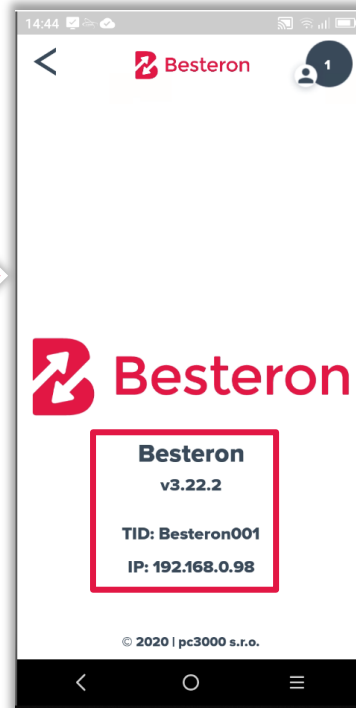 14:44
Besteron
1
Besteron
Besteron
v3.22.2
TID: Besteron001
IP: 192.168.0.98
© 2020 | pc3000 s.r.o.